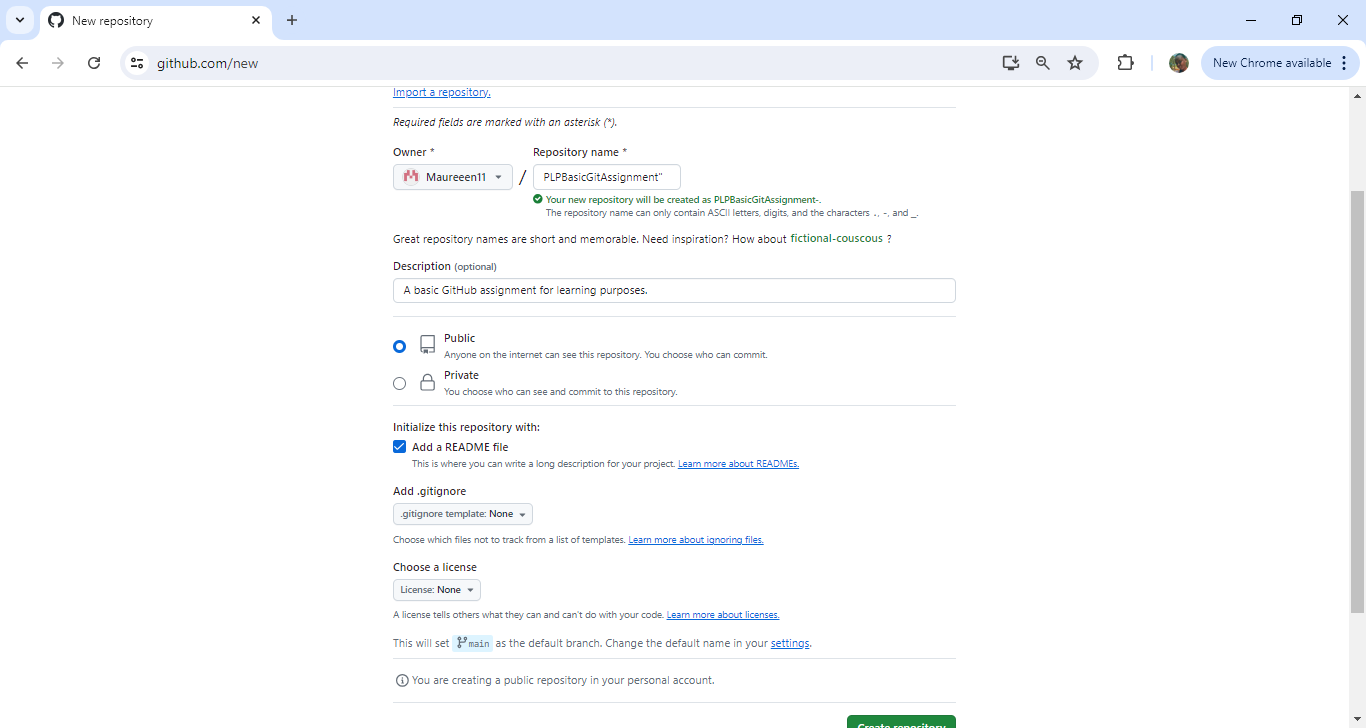 New repository
github.com/new
New Chrome available
Import a repository.
Required fields are marked with an asterisk (*).
Owner * Repository name *
Maureeen11 / PLPBasicGitAssignment"
Your new repository will be created as PLPBasicGitAssignment-.
The repository name can only contain ASCII letters, digits, and the characters ., -, and _.
Great repository names are short and memorable. Need inspiration? How about fictional-couscous ?
Description (optional)
A basic GitHub assignment for learning purposes.
Public
Anyone on the internet can see this repository. You choose who can commit.
Private
You choose who can see and commit to this repository.
Initialize this repository with:
Add a README file
This is where you can write a long description for your project. Learn more about READMEs.
Add .gitignore
.gitignore template: None
Choose which files not to track from a list of templates. Learn more about ignoring files.
Choose a license
License: None
A license tells others what they can and can't do with your code. Learn more about licenses.
This will set main as the default branch. Change the default name in your settings.
You are creating a public repository in your personal account.
Create repository